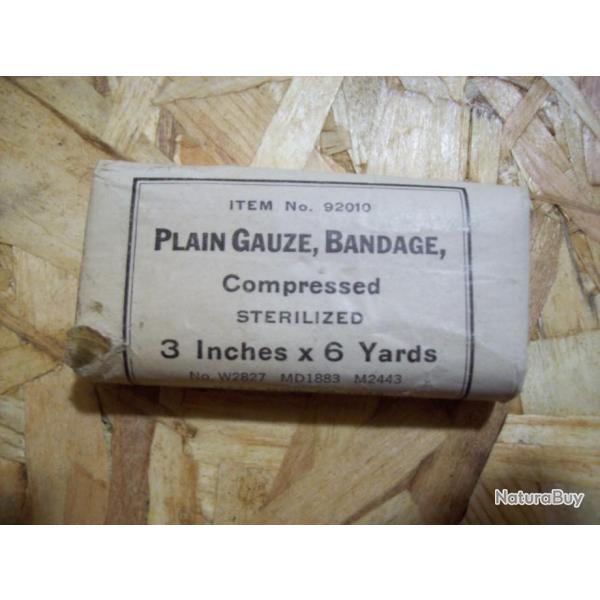 ITEM No. 92010
PLAIN GAUZE, BANDAGE,
Compressed
STERILIZED
3 Inches x 6 Yards
No. W2827 MD1883 M2443
NaturaBuy